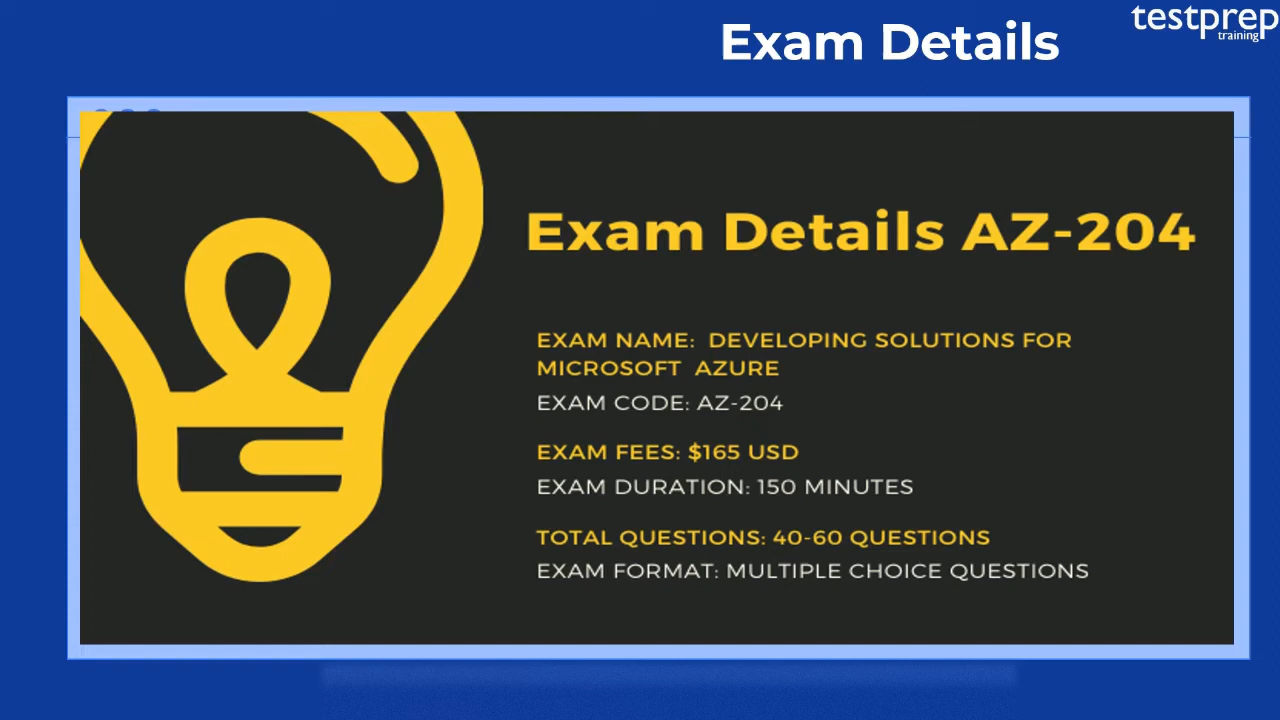 Exam Details
testprep
training
Exam Details AZ-204
EXAM NAME: DEVELOPING SOLUTIONS FOR
MICROSOFT AZURE
EXAM CODE: AZ-204
EXAM FEES: $165 USD
EXAM DURATION: 150 MINUTES
TOTAL QUESTIONS: 40-60 QUESTIONS
EXAM FORMAT: MULTIPLE CHOICE QUESTIONS